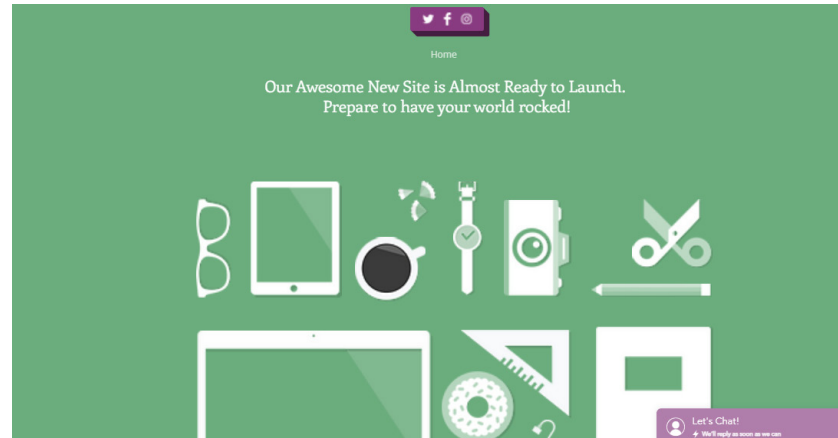 Home
Our Awesome New Site is Almost Ready to Launch.
Prepare to have your world rocked!
Let's Chat!
We'll reply as soon as we can